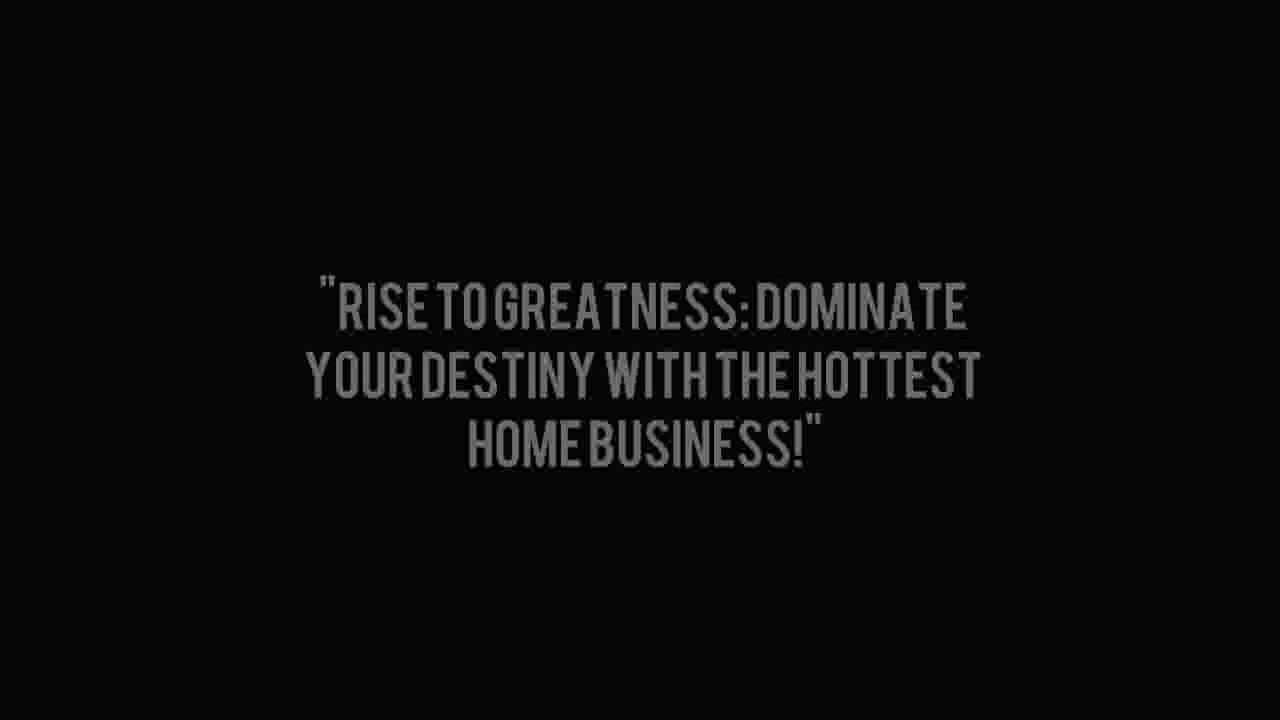 "RISE TO GREATNESS: DOMINATE
YOUR DESTINY WITH THE HOTTEST
HOME BUSINESS!"